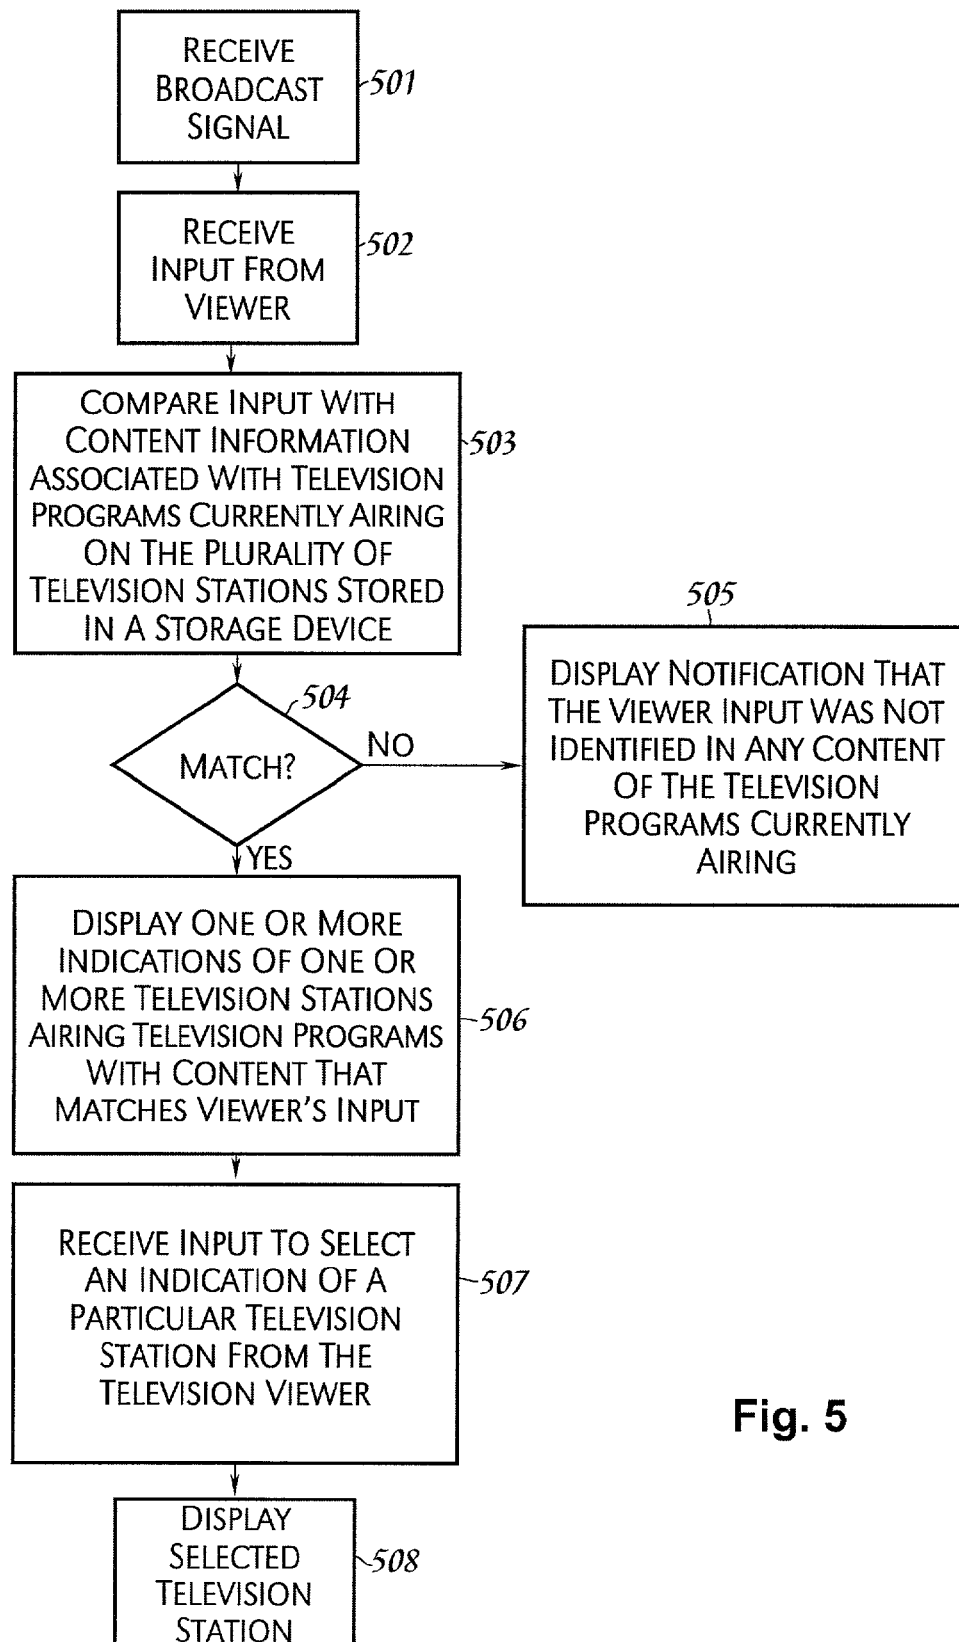 RECEIVE
BROADCAST
SIGNAL
501
RECEIVE
INPUT FROM
VIEWER
502
COMPARE INPUT WITH
CONTENT INFORMATION
ASSOCIATED WITH TELEVISION
PROGRAMS CURRENTLY AIRING
ON THE PLURALITY OF
TELEVISION STATIONS STORED
IN A STORAGE DEVICE
503
MATCH?
504
NO
505
DISPLAY NOTIFICATION THAT
THE VIEWER INPUT WAS NOT
IDENTIFIED IN ANY CONTENT
OF THE TELEVISION
PROGRAMS CURRENTLY
AIRING
YES
DISPLAY ONE OR MORE
INDICATIONS OF ONE OR
MORE TELEVISION STATIONS
AIRING TELEVISION PROGRAMS
WITH CONTENT THAT
MATCHES VIEWER'S INPUT
506
RECEIVE INPUT TO SELECT
AN INDICATION OF A
PARTICULAR TELEVISION
STATION FROM THE
TELEVISION VIEWER
507
DISPLAY
SELECTED
TELEVISION
STATION
508
Fig. 5